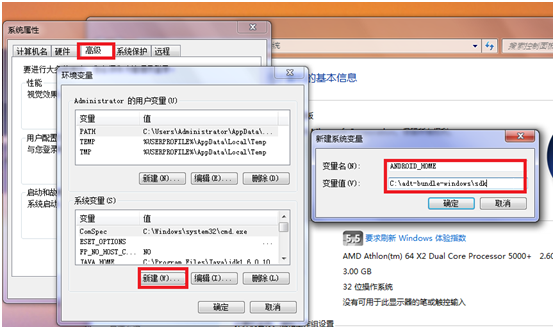 系统属性
计算机名 硬件 高级 系统保护 远程
要进行大
性能
视觉效果
用户配置
与您登录
启动和故
系统启动
环境变量
Administrator 的用户变量(U)
变量 值
PATH C:\Users\Administrator\AppData\...
TEMP %USERPROFILE%\AppData\Local\Temp
TMP %USERPROFILE%\AppData\Local\Temp
新建(N)... 编辑(E)... 删除(D)
系统变量(S)
变量 值
ComSpec C:\Windows\system32\cmd.exe
ESET_OPTIONS
FP_NO_HOST_C... NO
JAVA_HOME C:\Program Files\Java\jdk1.6.0_10
新建(W)... 编辑(I)... 删除(L)
确定 取消
搜索控制面板
的基本信息
新建系统变量
变量名(N): ANDROID_HOME
变量值(V): C:\adt-bundle-windows\sdk
确定 取消
5.5 要求刷新 Windows 体验指数
AMD Athlon(tm) 64 X2 Dual Core Processor 5000+ 2.60
3.00 GB
32 位操作系统
没有可用于此显示器的笔或触控输入